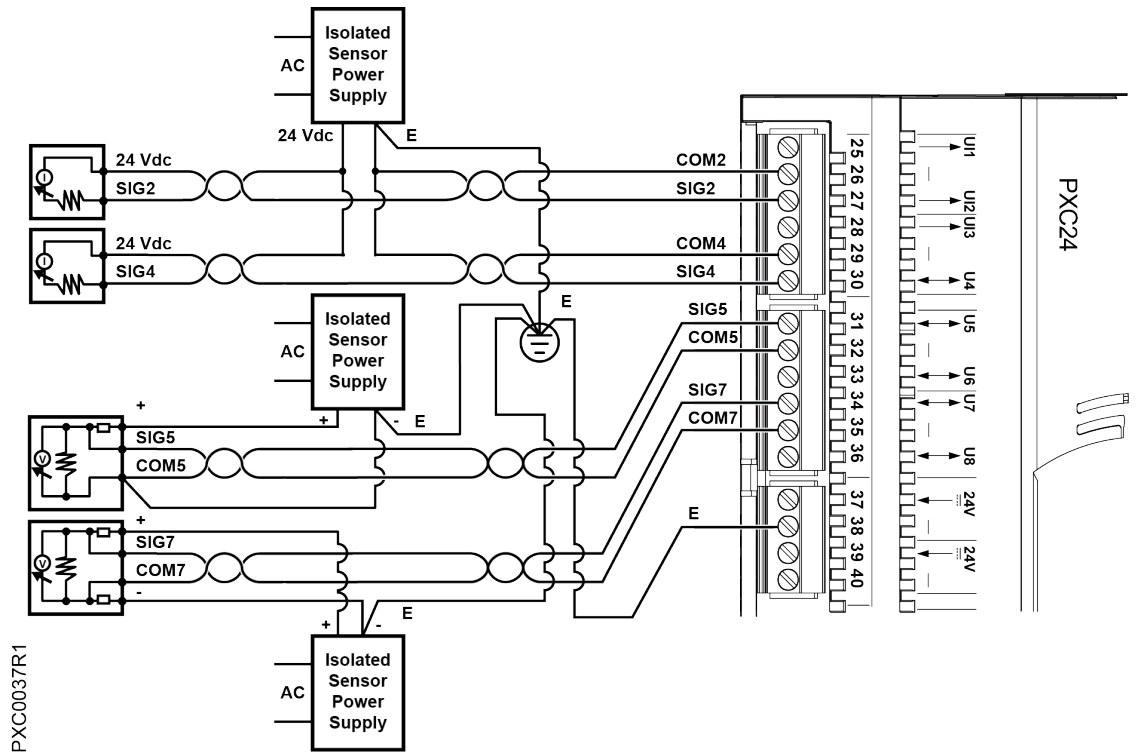 Isolated
Sensor
Power
Supply
AC
24 Vdc
E
24 Vdc
SIG2
COM2
SIG2
24 Vdc
SIG4
COM4
SIG4
Isolated
Sensor
Power
Supply
AC
+
-
E
E
SIG5
COM5
SIG7
COM7
+
SIG5
COM5
V
+
SIG7
COM7
-
V
I
I
E
E
+
-
Isolated
Sensor
Power
Supply
AC
25
26
27
28
29
30
31
32
33
34
35
36
37
38
39
40
UI1
UI2
UI3
U4
U5
U6
U7
U8
24V
24V
PXC24
PXC0037R1